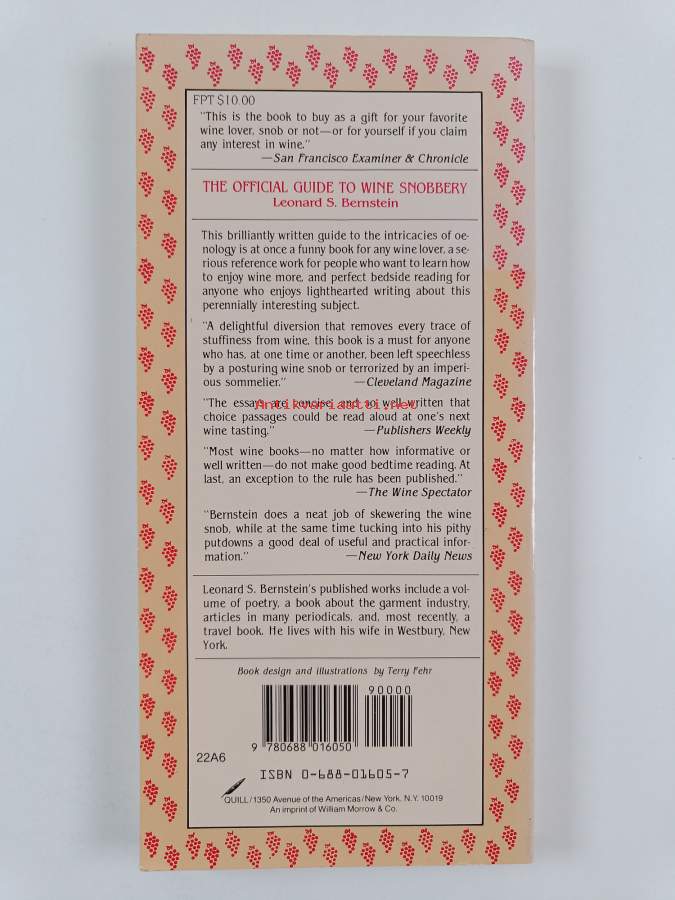 FPT $10.00
"This is the book to buy as a gift for your favorite
wine lover, snob or not—or for yourself if you claim
any interest in wine."
—San Francisco Examiner & Chronicle
THE OFFICIAL GUIDE TO WINE SNOBBERY
Leonard S. Bernstein
This brilliantly written guide to the intricacies of oe-
nology is at once a funny book for any wine lover, a se-
rious reference work for people who want to learn how
to enjoy wine more, and perfect bedside reading for
anyone who enjoys lighthearted writing about this
perennially interesting subject.
"A delightful diversion that removes every trace of
stuffiness from wine, this book is a must for anyone
who has, at one time or another, been left speechless
by a posturing wine snob or terrorized by an imperi-
ous sommelier." —Cleveland Magazine
"The essays are concise, and so well-written that
Antikvariaatti.net
choice passages could be read aloud at one's next
wine tasting." —Publishers Weekly
"Most wine books—no matter how informative or
well written—do not make good bedtime reading. At
last, an exception to the rule has been published."
—The Wine Spectator
"Bernstein does a neat job of skewering the wine
snob, while at the same time tucking into his pithy
putdowns a good deal of useful and practical infor-
mation." —New York Daily News
Leonard S. Bernstein's published works include a vol-
ume of poetry, a book about the garment industry,
articles in many periodicals, and, most recently, a
travel book. He lives with his wife in Westbury, New
York.
Book design and illustrations by Terry Fehr
90000
9 780688 016050
22A6
ISBN 0-688-01605-7
QUILL/1350 Avenue of the Americas/New York, N.Y. 10019
An imprint of William Morrow & Co.